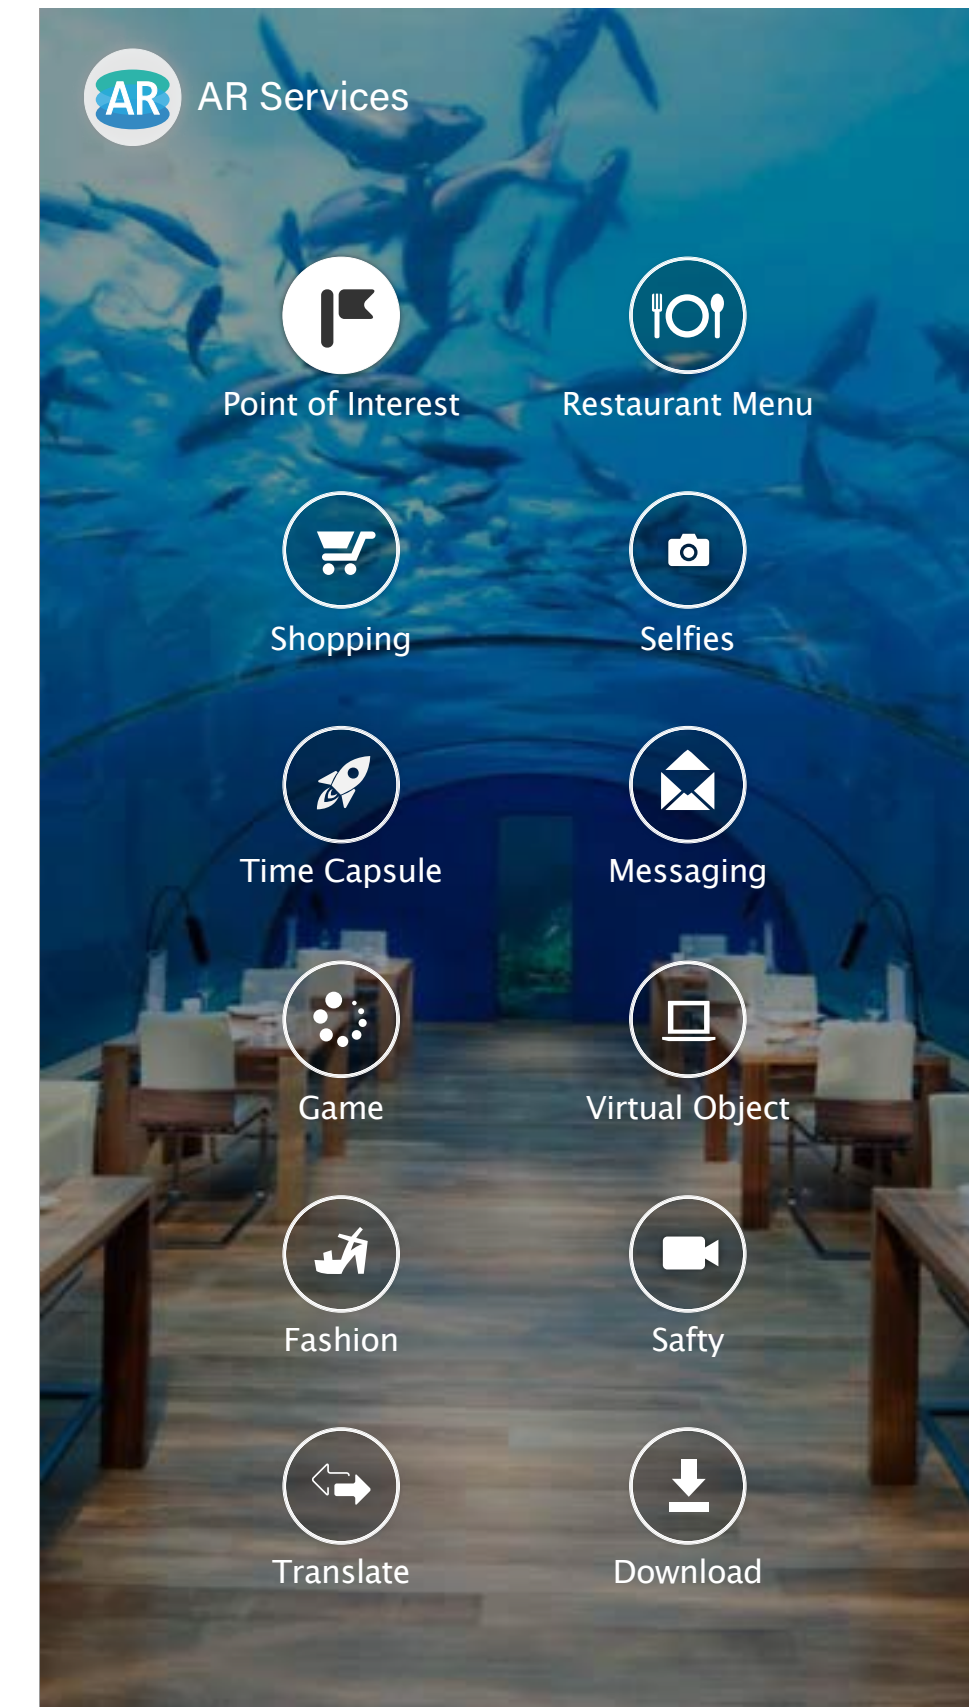 AR AR Services
Point of Interest Restaurant Menu
Shopping Selfies
Time Capsule Messaging
Game Virtual Object
Fashion Safty
Translate Download